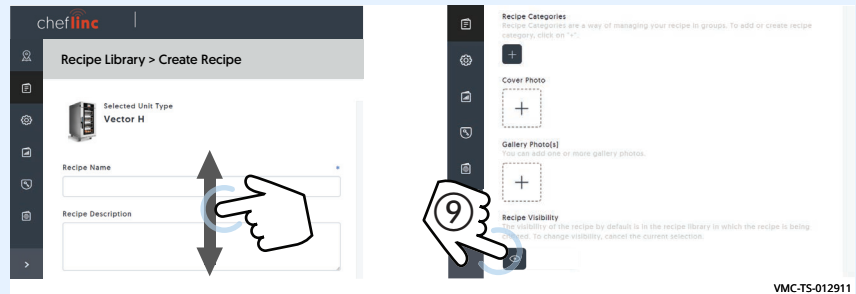 cheflinc
Recipe Library > Create Recipe
Selected Unit Type
Vector H
Recipe Name *
Recipe Description
>
Recipe Categories
Recipe Categories are a way of managing your recipe in groups. To add or create recipe
category, click on "+".
+
Cover Photo
+
Gallery Photo[s]
You can add one or more gallery photos.
+
9
Recipe Visibility
The visibility of the recipe by default is in the recipe library in which the recipe is being
To change visibility, cancel the current selection.
VMC-TS-012911